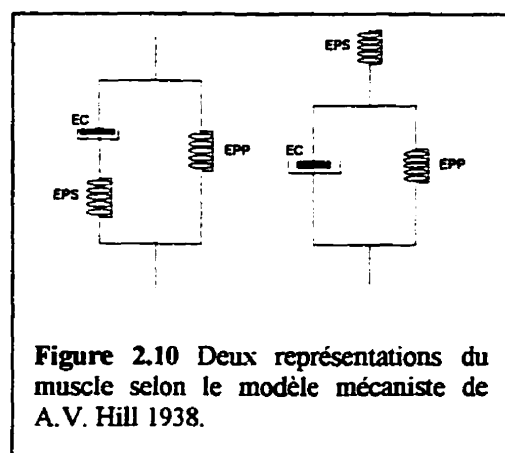 EPS
EC
EPP
EPS
EC
EPP
Figure 2.10 Deux représentations du
muscle selon le modèle mécaniste de
A.V. Hill 1938.